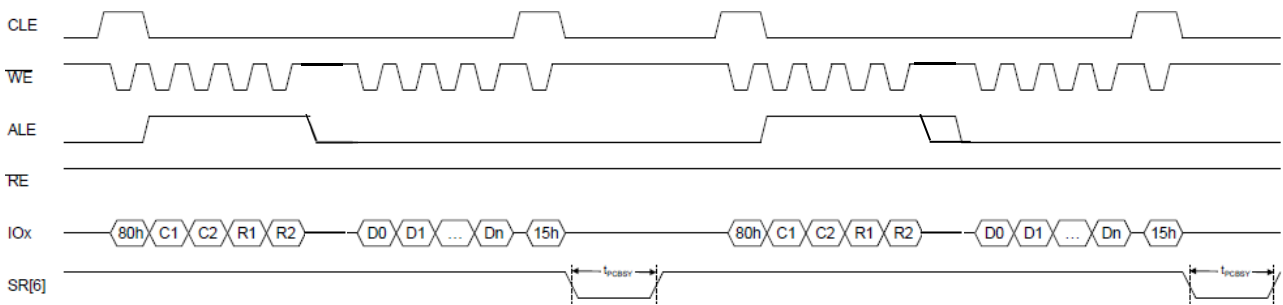 CLE
WE
ALE
RE
IOx 80h C1 C2 R1 R2 D0 D1 ... Dn 15h 80h C1 C2 R1 R2 D0 D1 ... Dn 15h
SR[6] tPCBSY tPCBSY